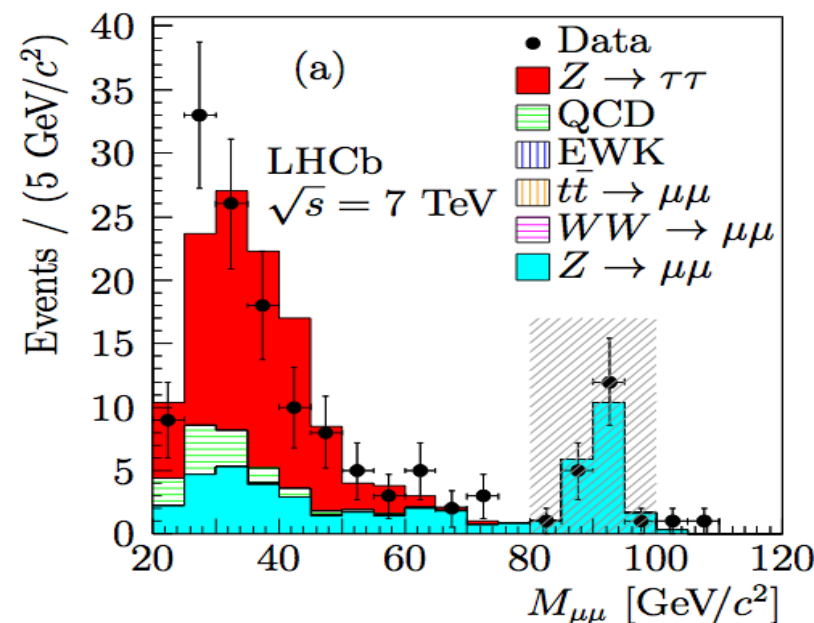 40
35
30
25
20
15
10
5
0
Events / (5 GeV/c²)
(a)
LHCb
√s = 7 TeV
Data
Z → ττ
QCD
EWK
tt̄ → μμ
WW → μμ
Z → μμ
20 40 60 80 100 120
M_μμ [GeV/c²]